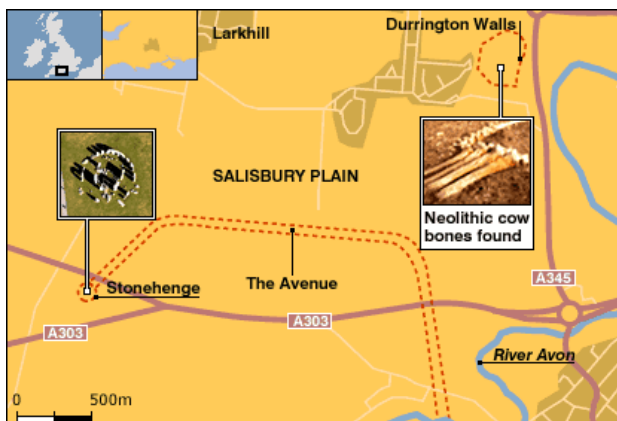 Larkhill
Durrington Walls
SALISBURY PLAIN
Neolithic cow
bones found
Stonehenge
The Avenue
A345
A303
A303
River Avon
0
500m